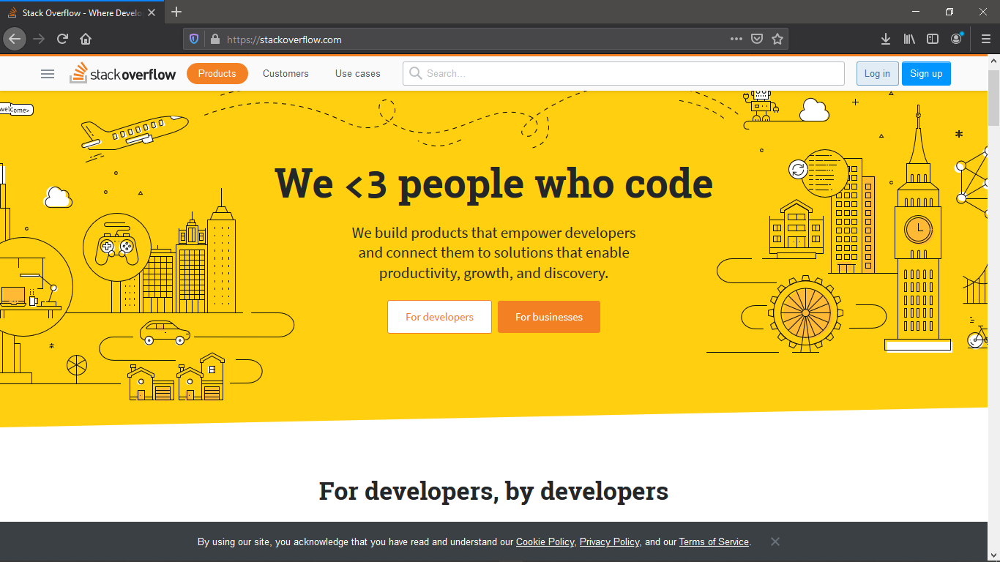 Stack Overflow - Where Develo
https://stackoverflow.com
stackoverflow
Products
Customers
Use cases
Search...
Log in
Sign up
welcome>
We <3 people who code
We build products that empower developers
and connect them to solutions that enable
productivity, growth, and discovery.
For developers
For businesses
For developers, by developers
By using our site, you acknowledge that you have read and understand our Cookie Policy, Privacy Policy, and our Terms of Service.